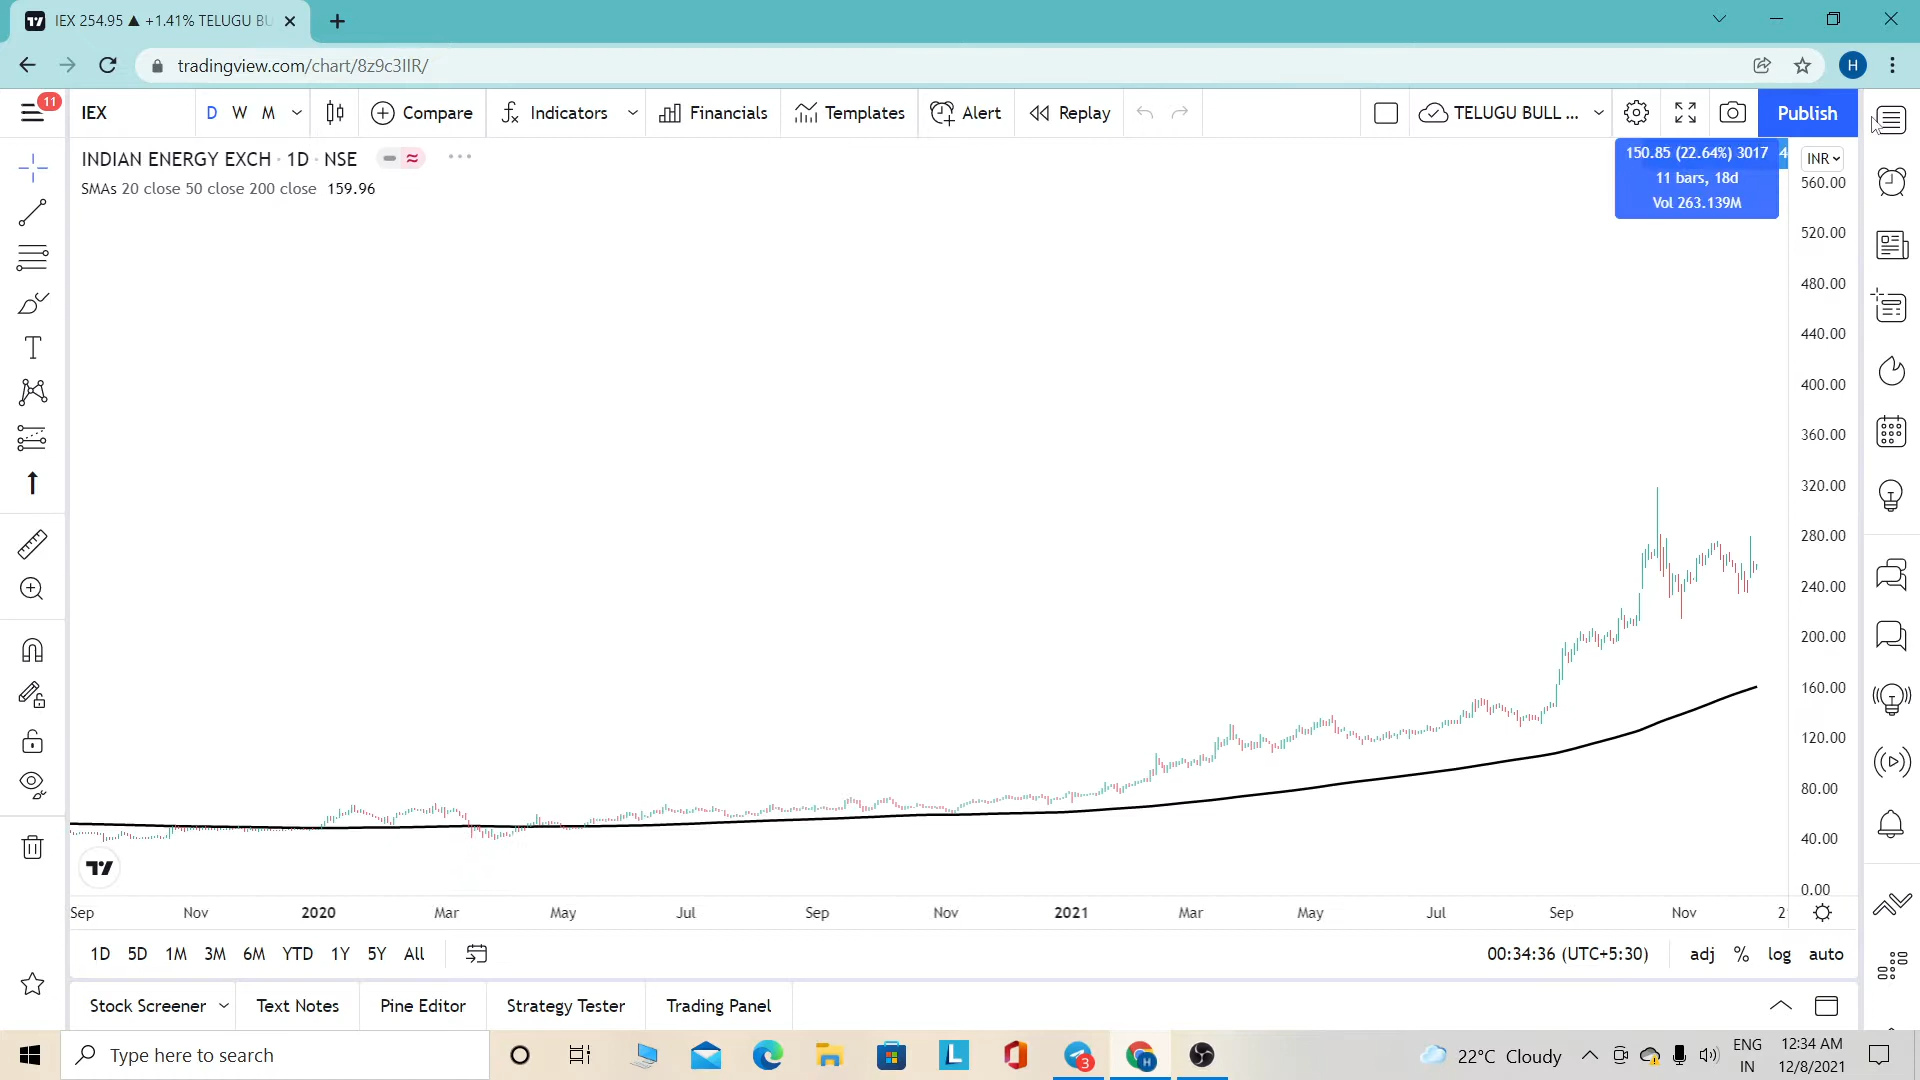 IEX 254.95 ▲ +1.41% TELUGU BU
tradingview.com/chart/8z9c3IIR/
H
11
IEX
D W M
Compare
Indicators
Financials
Templates
Alert
Replay
TELUGU BULL ...
Publish
INDIAN ENERGY EXCH · 1D · NSE
SMAs 20 close 50 close 200 close 159.96
150.85 (22.64%) 3017
11 bars, 18d
Vol 263.139M
INR
560.00
520.00
480.00
440.00
400.00
360.00
320.00
280.00
240.00
200.00
160.00
120.00
80.00
40.00
0.00
Sep Nov 2020 Mar May Jul Sep Nov 2021 Mar May Jul Sep Nov
1D 5D 1M 3M 6M YTD 1Y 5Y All
00:34:36 (UTC+5:30) adj % log auto
Stock Screener Text Notes Pine Editor Strategy Tester Trading Panel
Type here to search
L
3
H
22°C Cloudy
ENG
IN
12:34 AM
12/8/2021